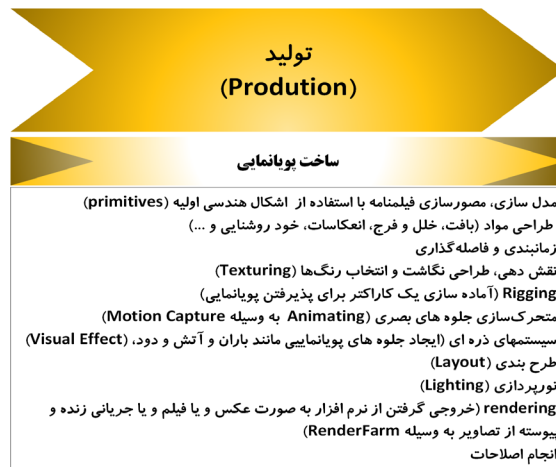 تولید
(Prodution)
ساخت پویانمایی
مدل سازی، مصورسازی فیلمنامه با استفاده از اشکال هندسی اولیه (primitives)
طراحی مواد (بافت، خلل و فرج، انعکاسات، خود روشنایی و ...)
زمانبندی و فاصله‌گذاری
نقش دهی، طراحی نگاشت و انتخاب رنگ‌ها (Texturing)
Rigging (آماده سازی یک کاراکتر برای پذیرفتن پویانمایی)
متحرک‌سازی جلوه های بصری (Animating به وسیله Motion Capture)
سیستمهای ذره ای (ایجاد جلوه های پویانماییی مانند باران و آتش و دود، (Visual Effect)
طرح بندی (Layout)
نورپردازی (Lighting)
rendering (خروجی گرفتن از نرم افزار به صورت عکس و یا فیلم و یا جریانی زنده و
پیوسته از تصاویر به وسیله RenderFarm)
انجام اصلاحات